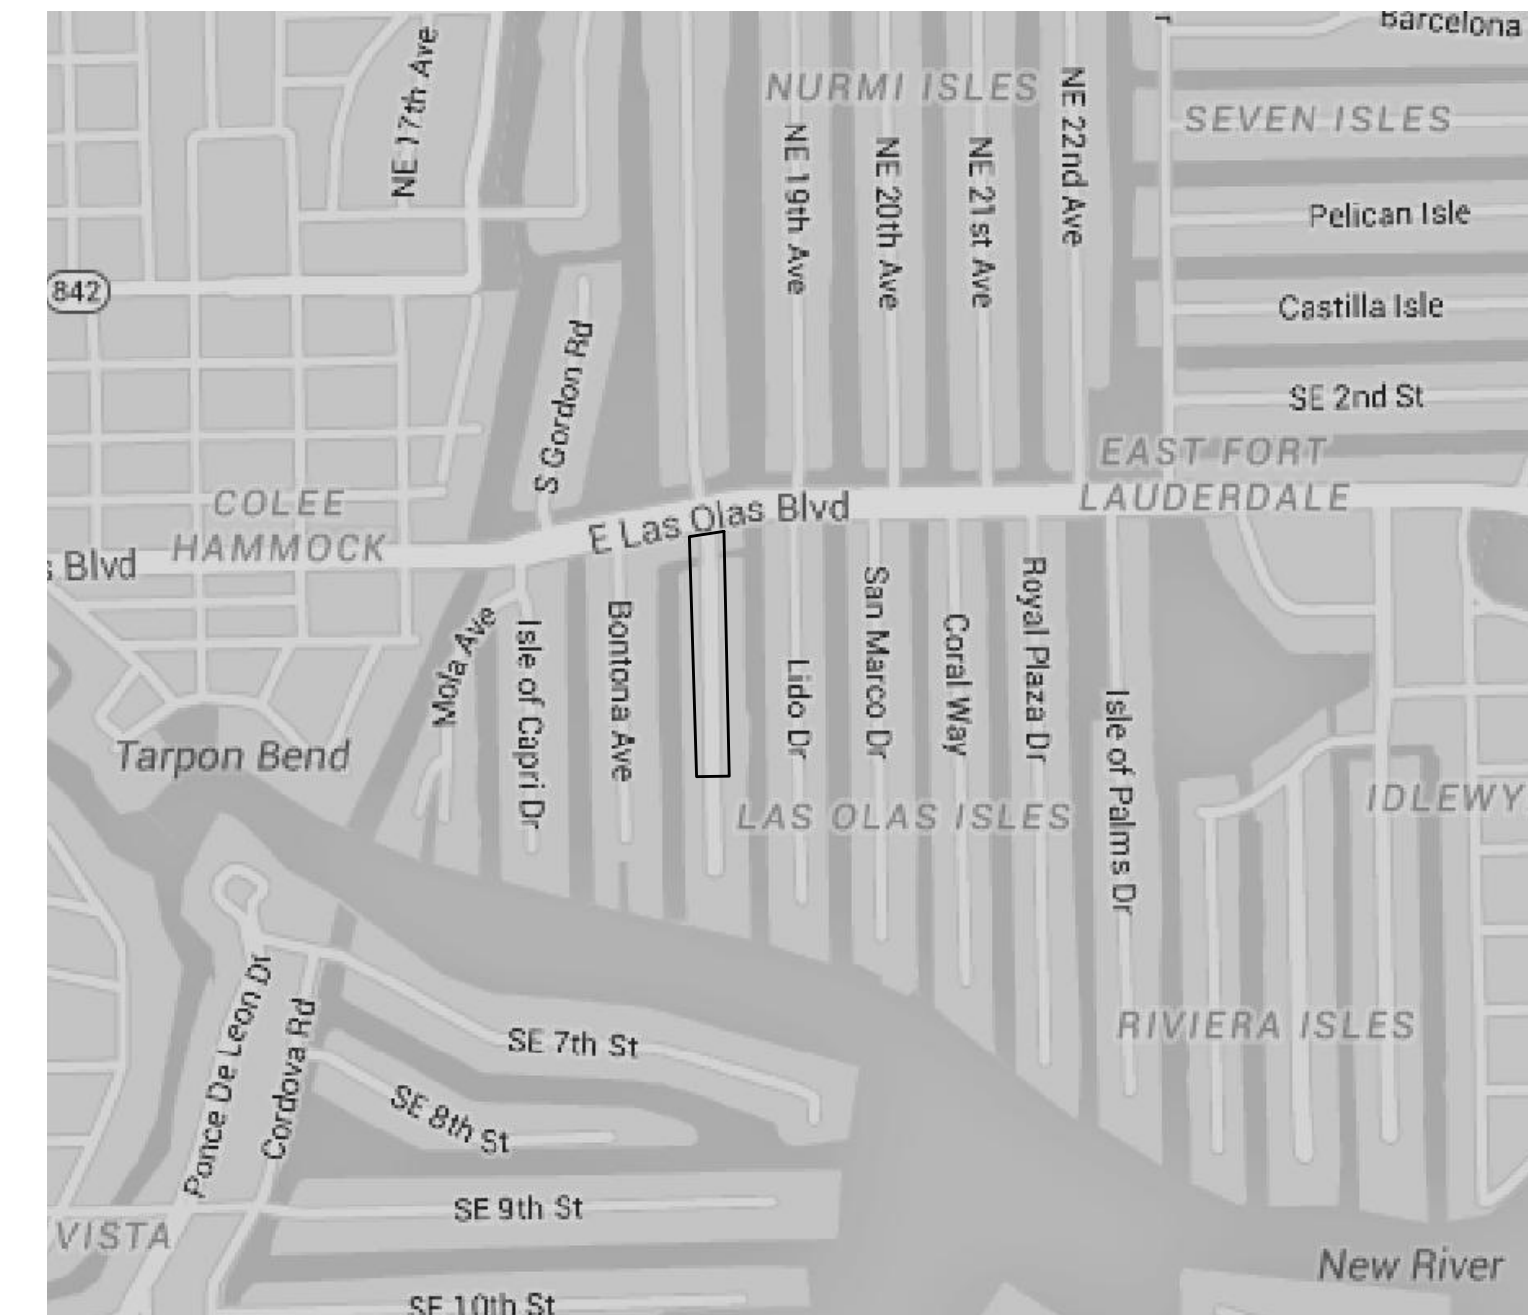 Barcelona
NE 17th Ave
NURMI ISLES
NE 22nd Ave
SEVEN ISLES
NE 19th Ave
NE 20th Ave
NE 21st Ave
Pelican Isle
842
Castilla Isle
S Gordon Rd
SE 2nd St
EAST FORT
LAUDERDALE
COLEE
HAMMOCK
E Las Olas Blvd
s Blvd
Mola Ave
Isle of Capri Dr
Bontona Ave
Lido Dr
San Marco Dr
Coral Way
Royal Plaza Dr
Isle of Palms Dr
Tarpon Bend
LAS OLAS ISLES
IDLEWY
Ponce De Leon Dr
Cordova Rd
SE 7th St
RIVIERA ISLES
SE 8th St
SE 9th St
VISTA
New River
SE 10th St